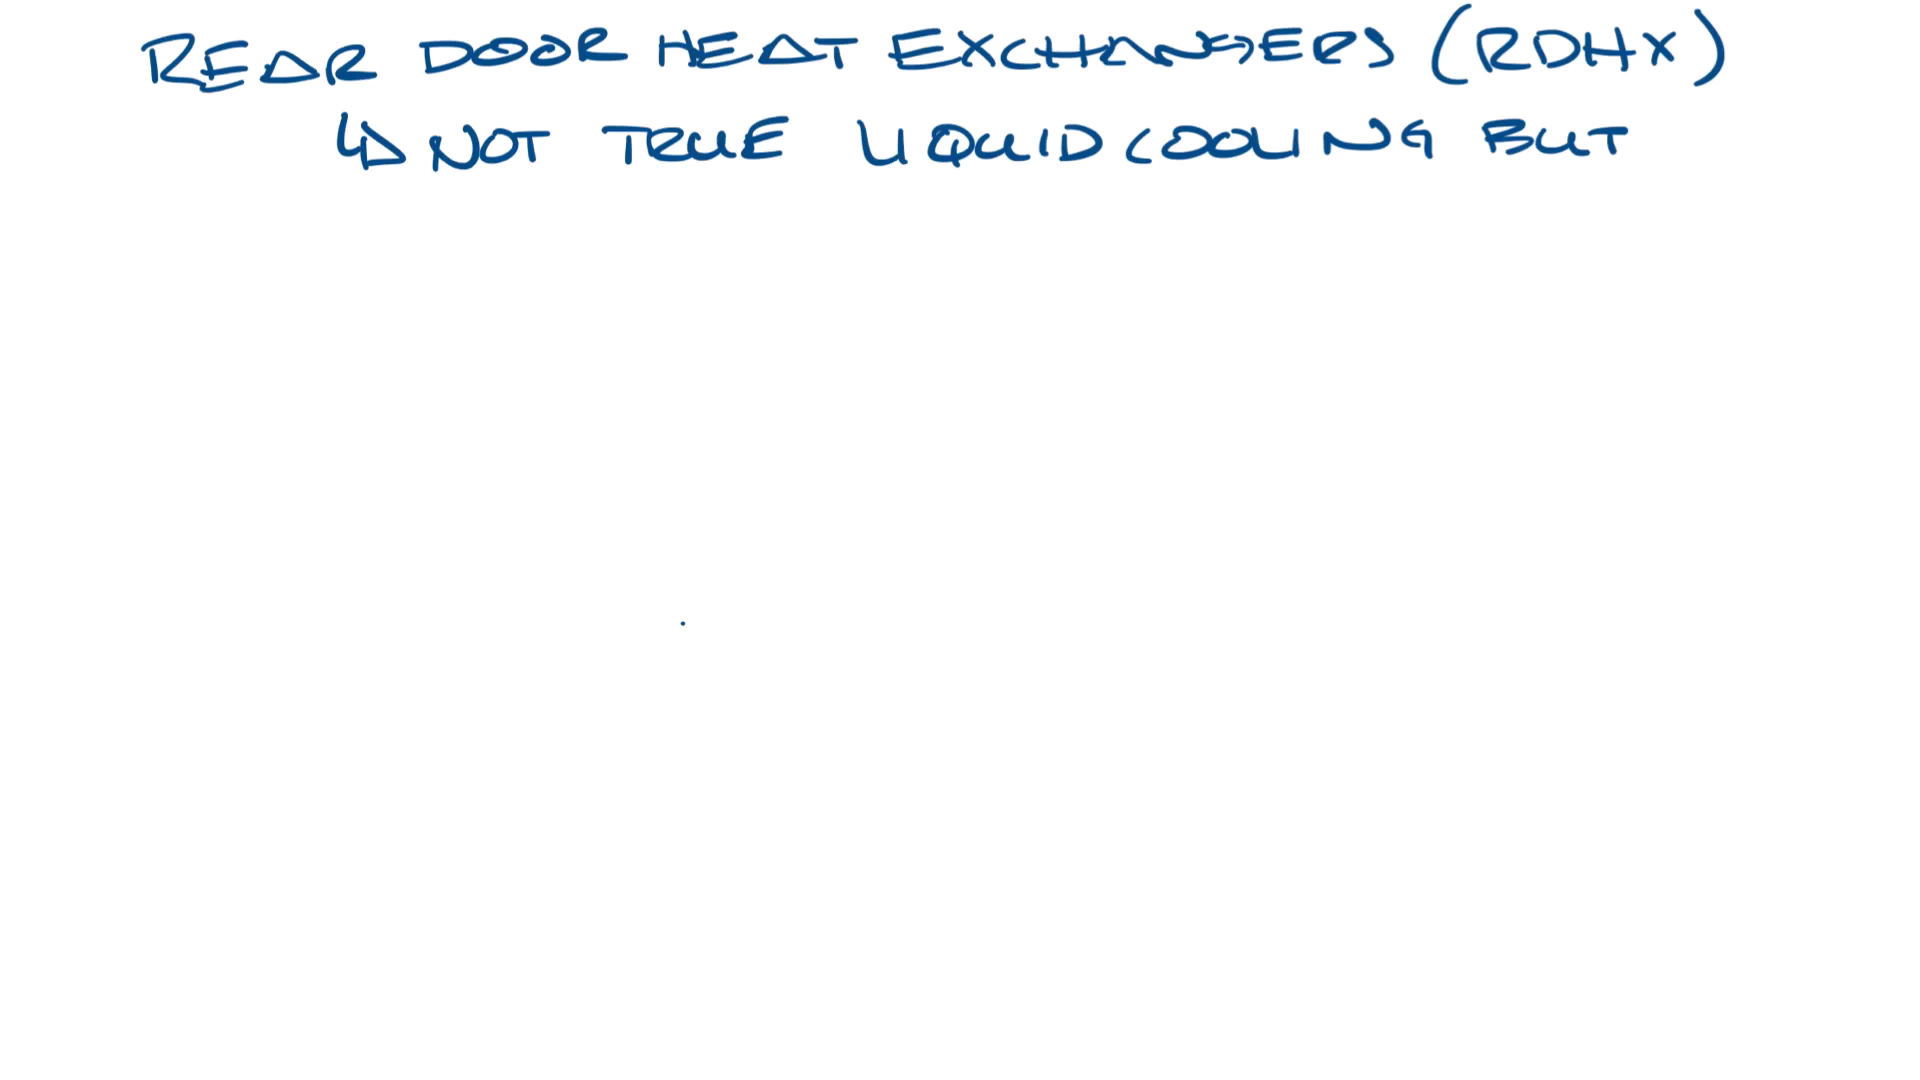 REAR DOOR HEAT EXCHANGERS (RDHX)
↳ NOT TRUE LIQUID COOLING BUT